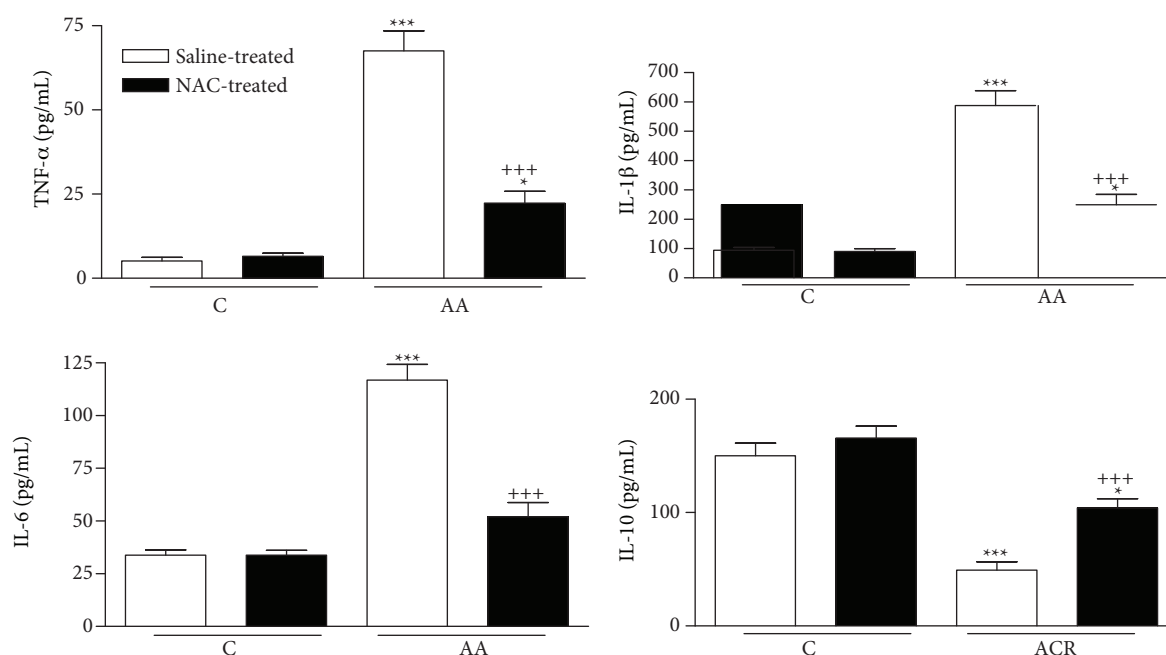 TNF-α (pg/mL)
75
50
25
0
Saline-treated
NAC-treated
***
+++
*
C
AA
IL-1β (pg/mL)
700
600
500
400
300
200
100
0
***
+++
*
C
AA
IL-6 (pg/mL)
125
100
75
50
25
0
***
+++
C
AA
IL-10 (pg/mL)
200
100
0
***
+++
*
C
ACR